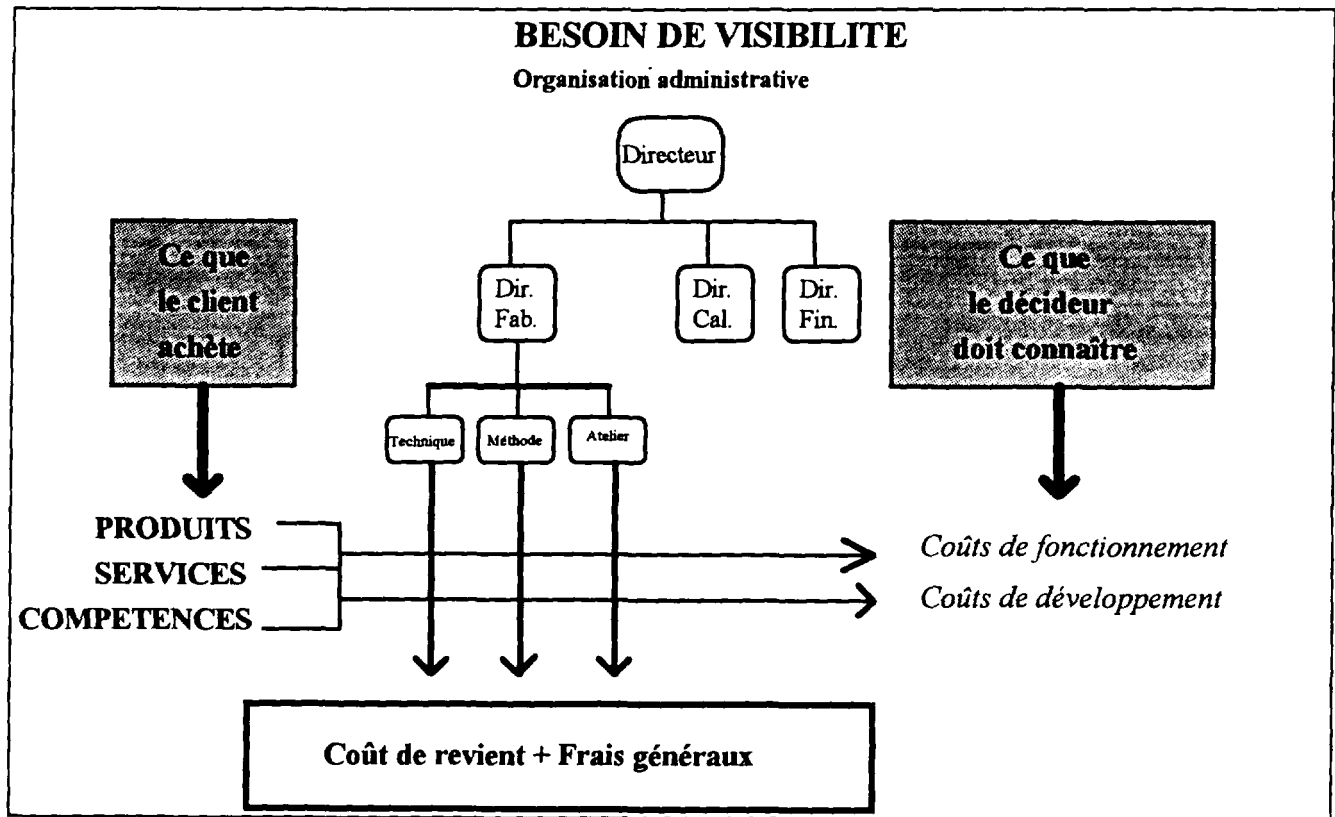 BESOIN DE VISIBILITE
Organisation administrative
Directeur
Ce que
le client
achète
Dir.
Fab.
Dir.
Cal.
Dir.
Fin.
Ce que
le décideur
doit connaître
Technique
Méthode
Atelier
PRODUITS
SERVICES
COMPETENCES
Coûts de fonctionnement
Coûts de développement
Coût de revient + Frais généraux